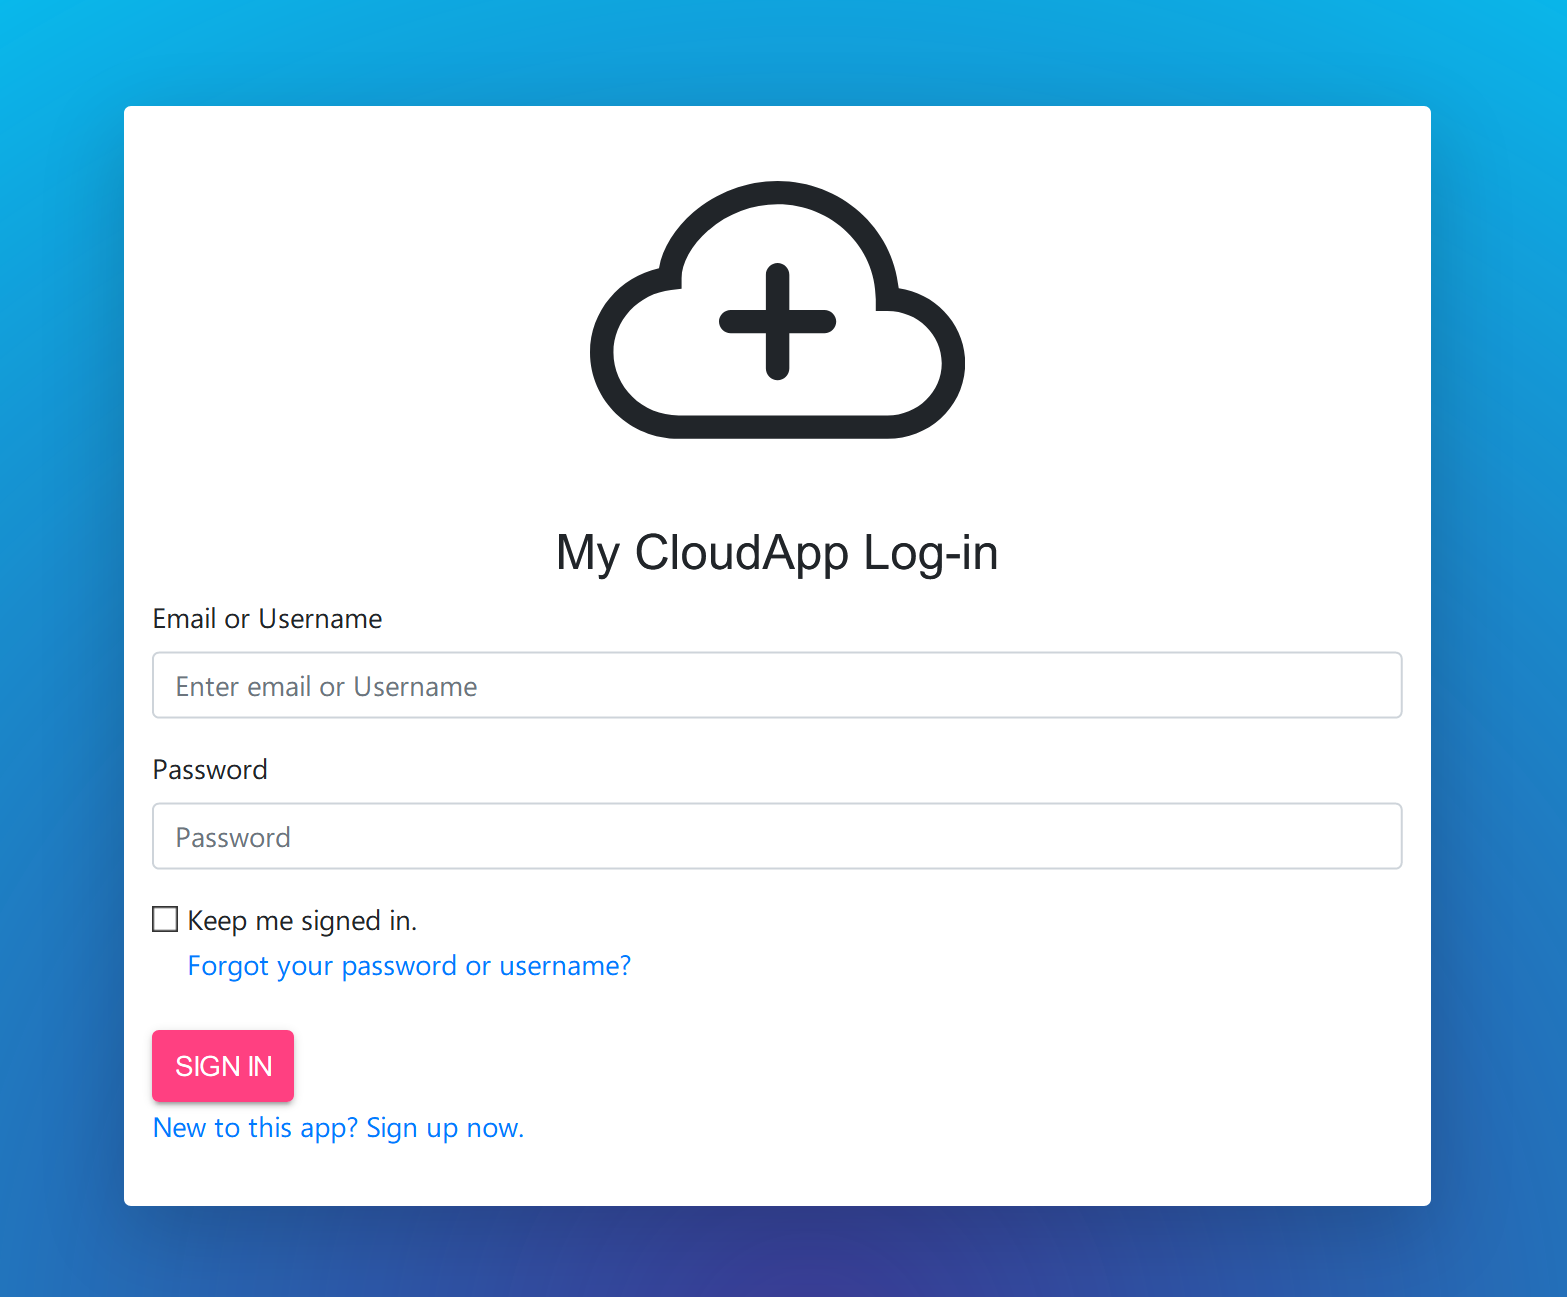 My CloudApp Log-in
Email or Username
Enter email or Username
Password
Password
Keep me signed in.
Forgot your password or username?
SIGN IN
New to this app? Sign up now.